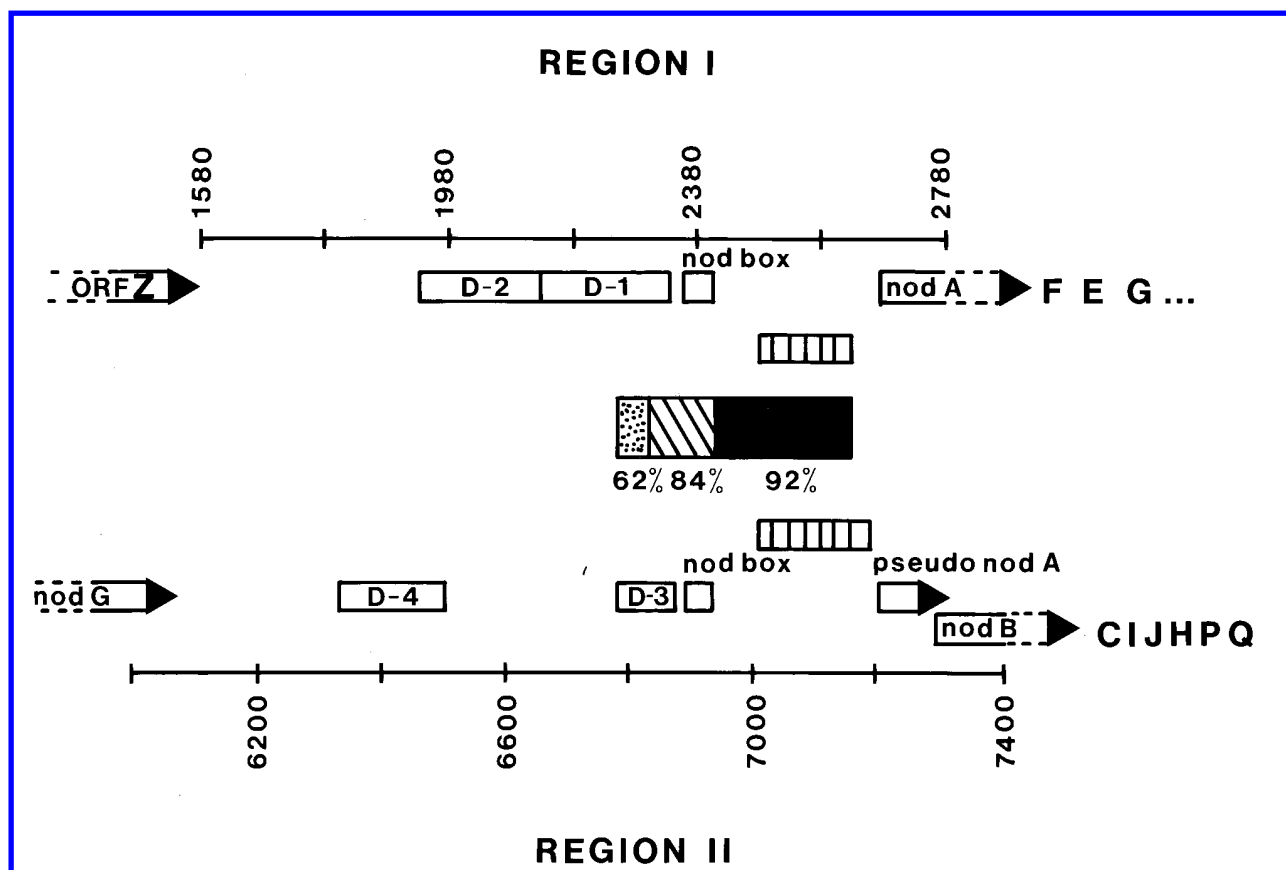 REGION I
1580 1980 2380 2780
nod box
ORF Z D-2 D-1 nod A F E G...
62% 84% 92%
nod box pseudo nod A
nod G D-4 D-3
nod B CIJHPQ
6200 6600 7000 7400
REGION II